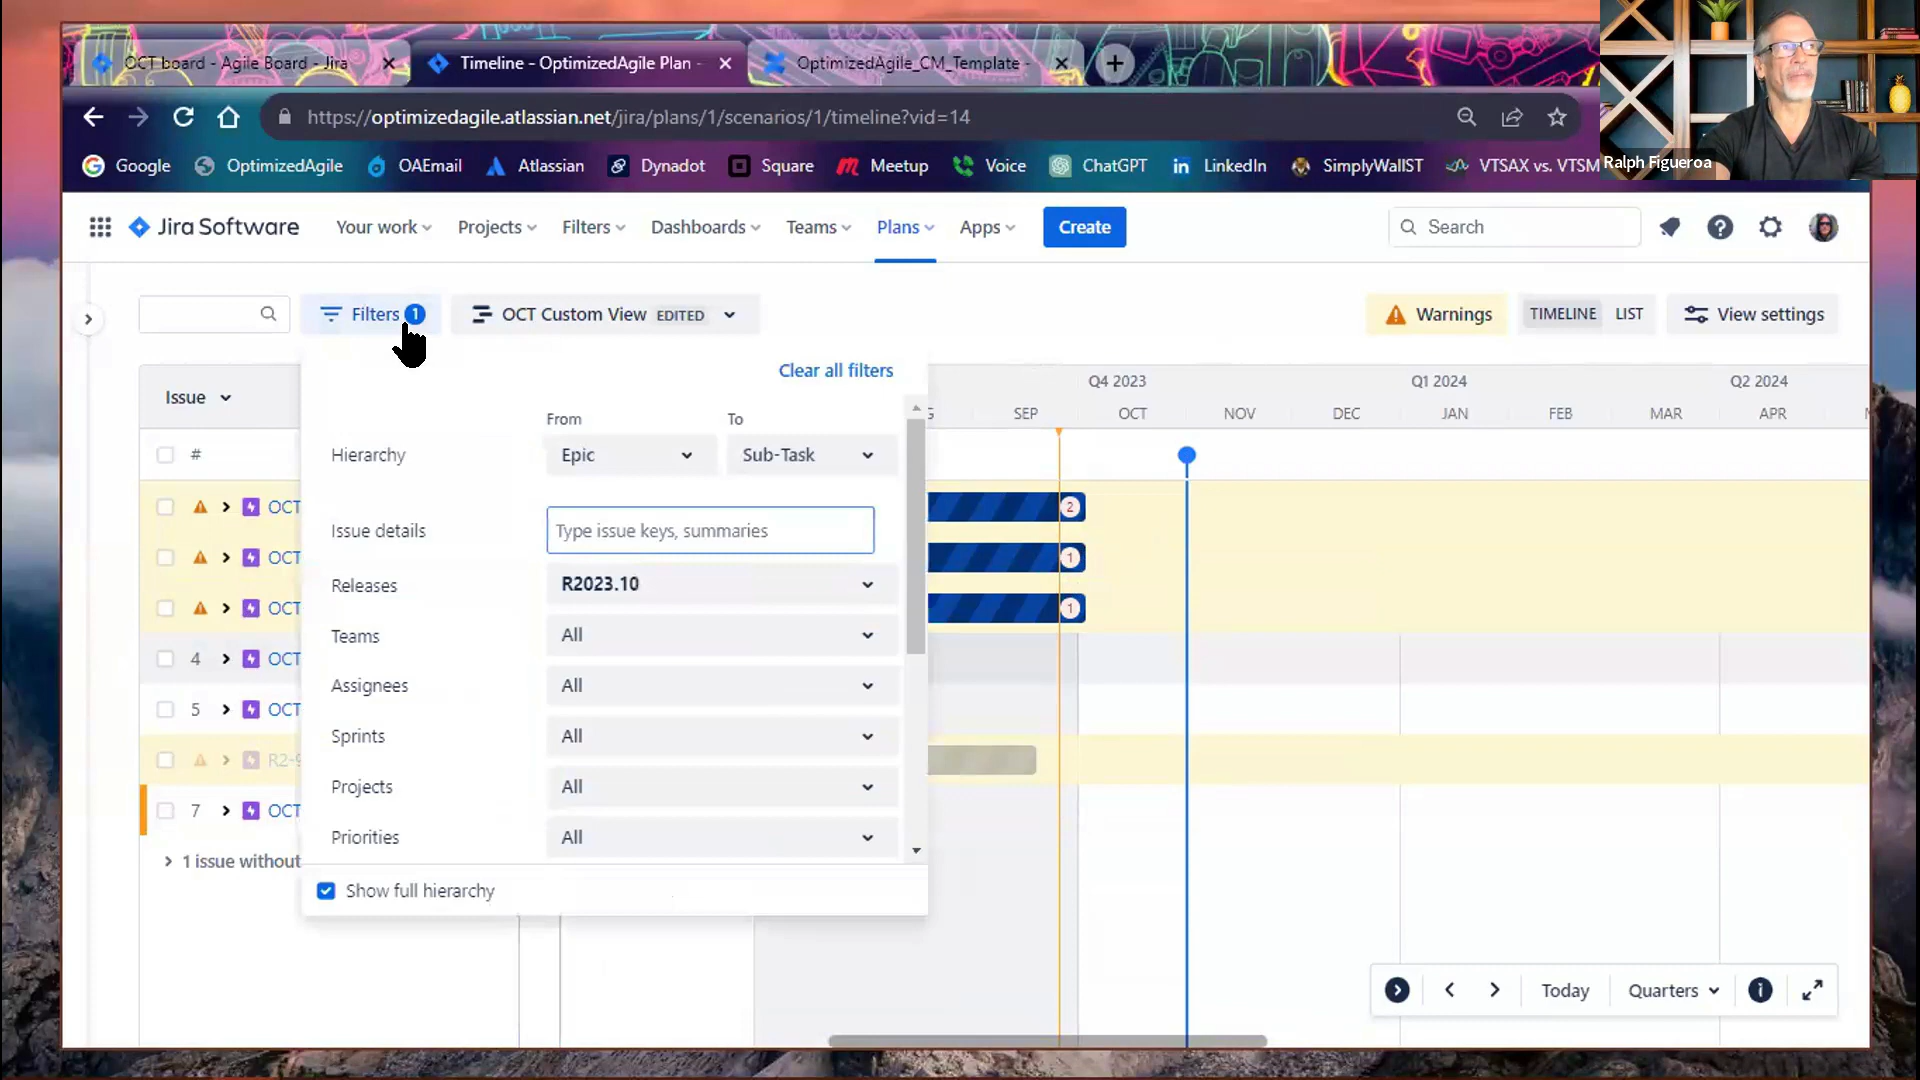 OCT board - Agile Board - Jira
Timeline - OptimizedAgile Plan -
OptimizedAgile_CM_Template -
https://optimizedagile.atlassian.net/jira/plans/1/scenarios/1/timeline?vid=14
Google
OptimizedAgile
OAEmail
Atlassian
Dynadot
Square
Meetup
Voice
ChatGPT
LinkedIn
SimplyWallST
VTSAX vs. VTSM
Ralph Figueroa
Jira Software
Your work
Projects
Filters
Dashboards
Teams
Plans
Apps
Create
Search
Filters 1
OCT Custom View EDITED
Warnings
TIMELINE
LIST
View settings
Clear all filters
Issue
Q4 2023
Q1 2024
Q2 2024
SEP
OCT
NOV
DEC
JAN
FEB
MAR
APR
From
To
#
Hierarchy
Epic
Sub-Task
OCT
2
Issue details
Type issue keys, summaries
OCT
1
Releases
R2023.10
OCT
1
Teams
All
4
OCT
Assignees
All
5
OCT
Sprints
All
R2-9
Projects
All
7
OCT
Priorities
All
1 issue without
Show full hierarchy
Today
Quarters